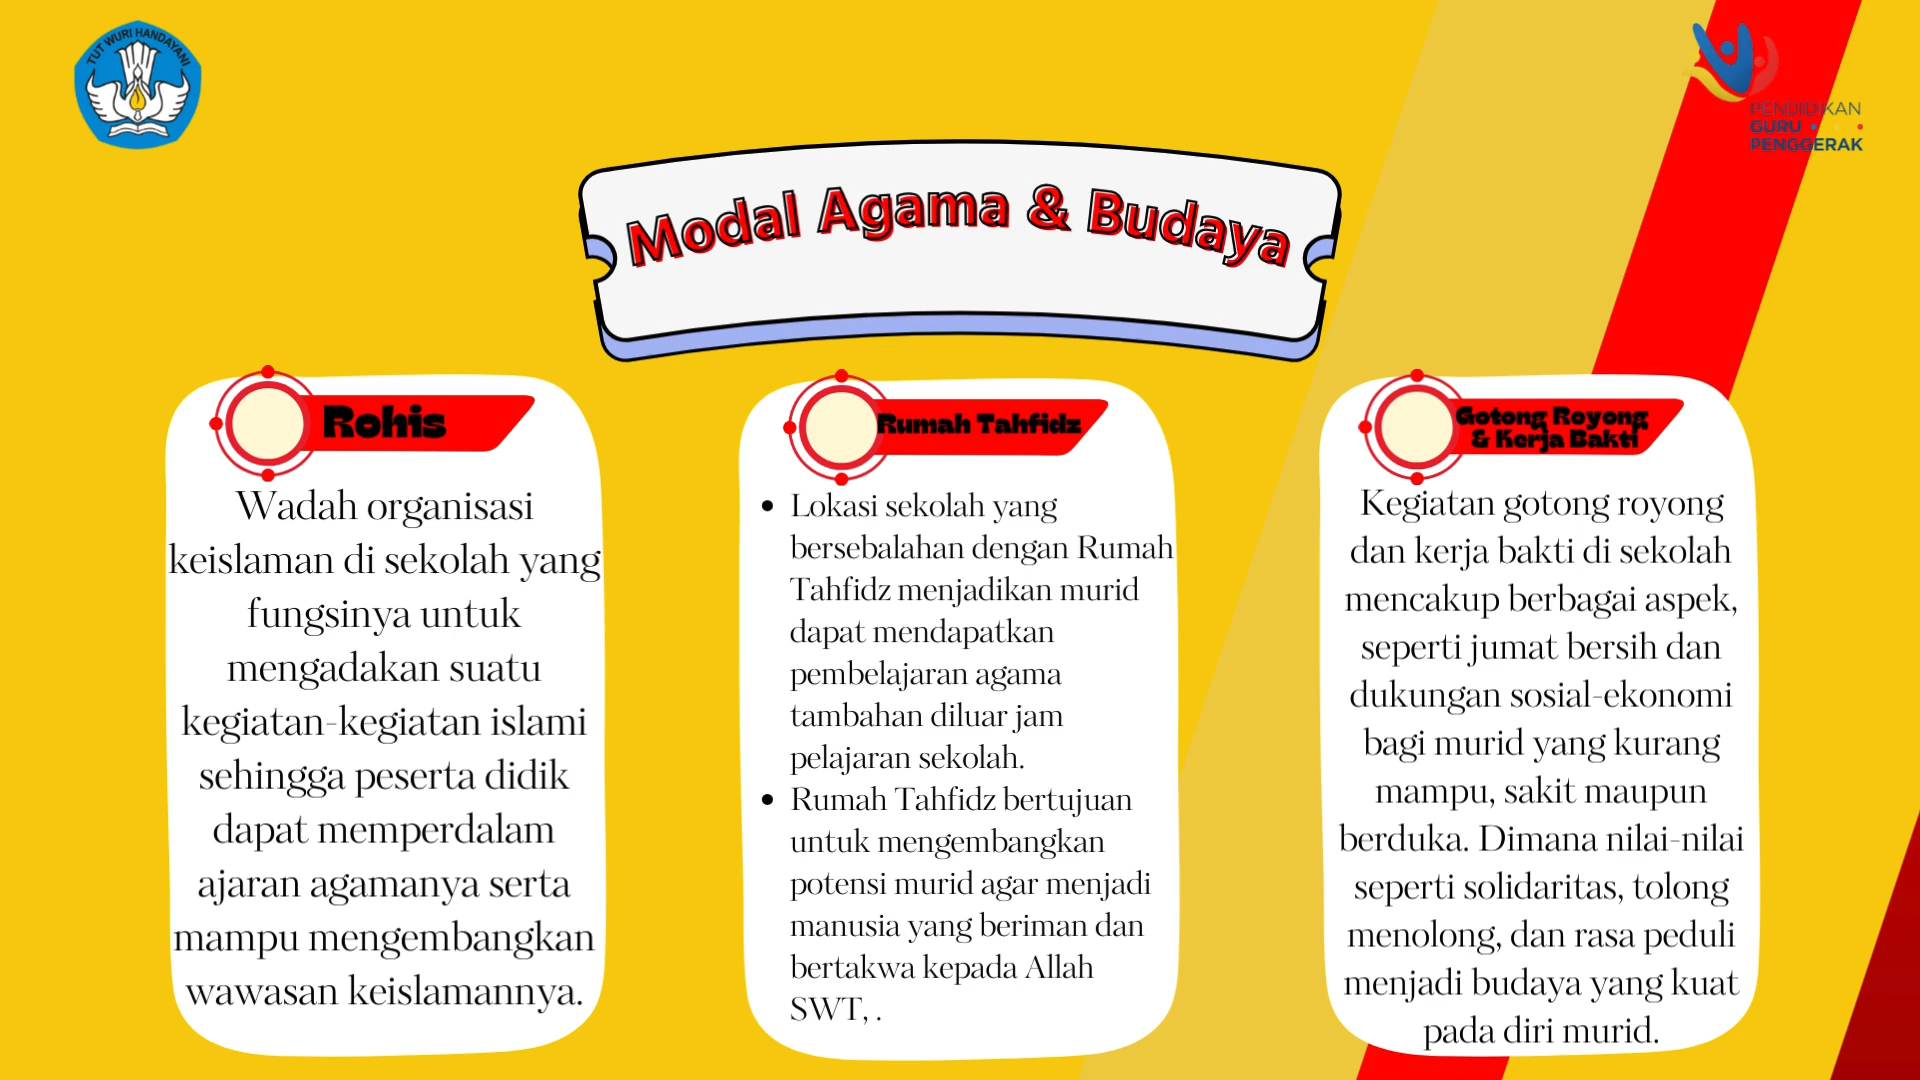 TUT WURI HANDAYANI
PENDIDIKAN
GURU
PENGGERAK
Modal Agama & Budaya
Rohis
Wadah organisasi
keislaman di sekolah yang
fungsinya untuk
mengadakan suatu
kegiatan-kegiatan islami
sehingga peserta didik
dapat memperdalam
ajaran agamanya serta
mampu mengembangkan
wawasan keislamannya.
Rumah Tahfidz
• Lokasi sekolah yang
bersebalahan dengan Rumah
Tahfidz menjadikan murid
dapat mendapatkan
pembelajaran agama
tambahan diluar jam
pelajaran sekolah.
• Rumah Tahfidz bertujuan
untuk mengembangkan
potensi murid agar menjadi
manusia yang beriman dan
bertakwa kepada Allah
SWT, .
Gotong Royong
& Kerja Bakti
Kegiatan gotong royong
dan kerja bakti di sekolah
mencakup berbagai aspek,
seperti jumat bersih dan
dukungan sosial-ekonomi
bagi murid yang kurang
mampu, sakit maupun
berduka. Dimana nilai-nilai
seperti solidaritas, tolong
menolong, dan rasa peduli
menjadi budaya yang kuat
pada diri murid.